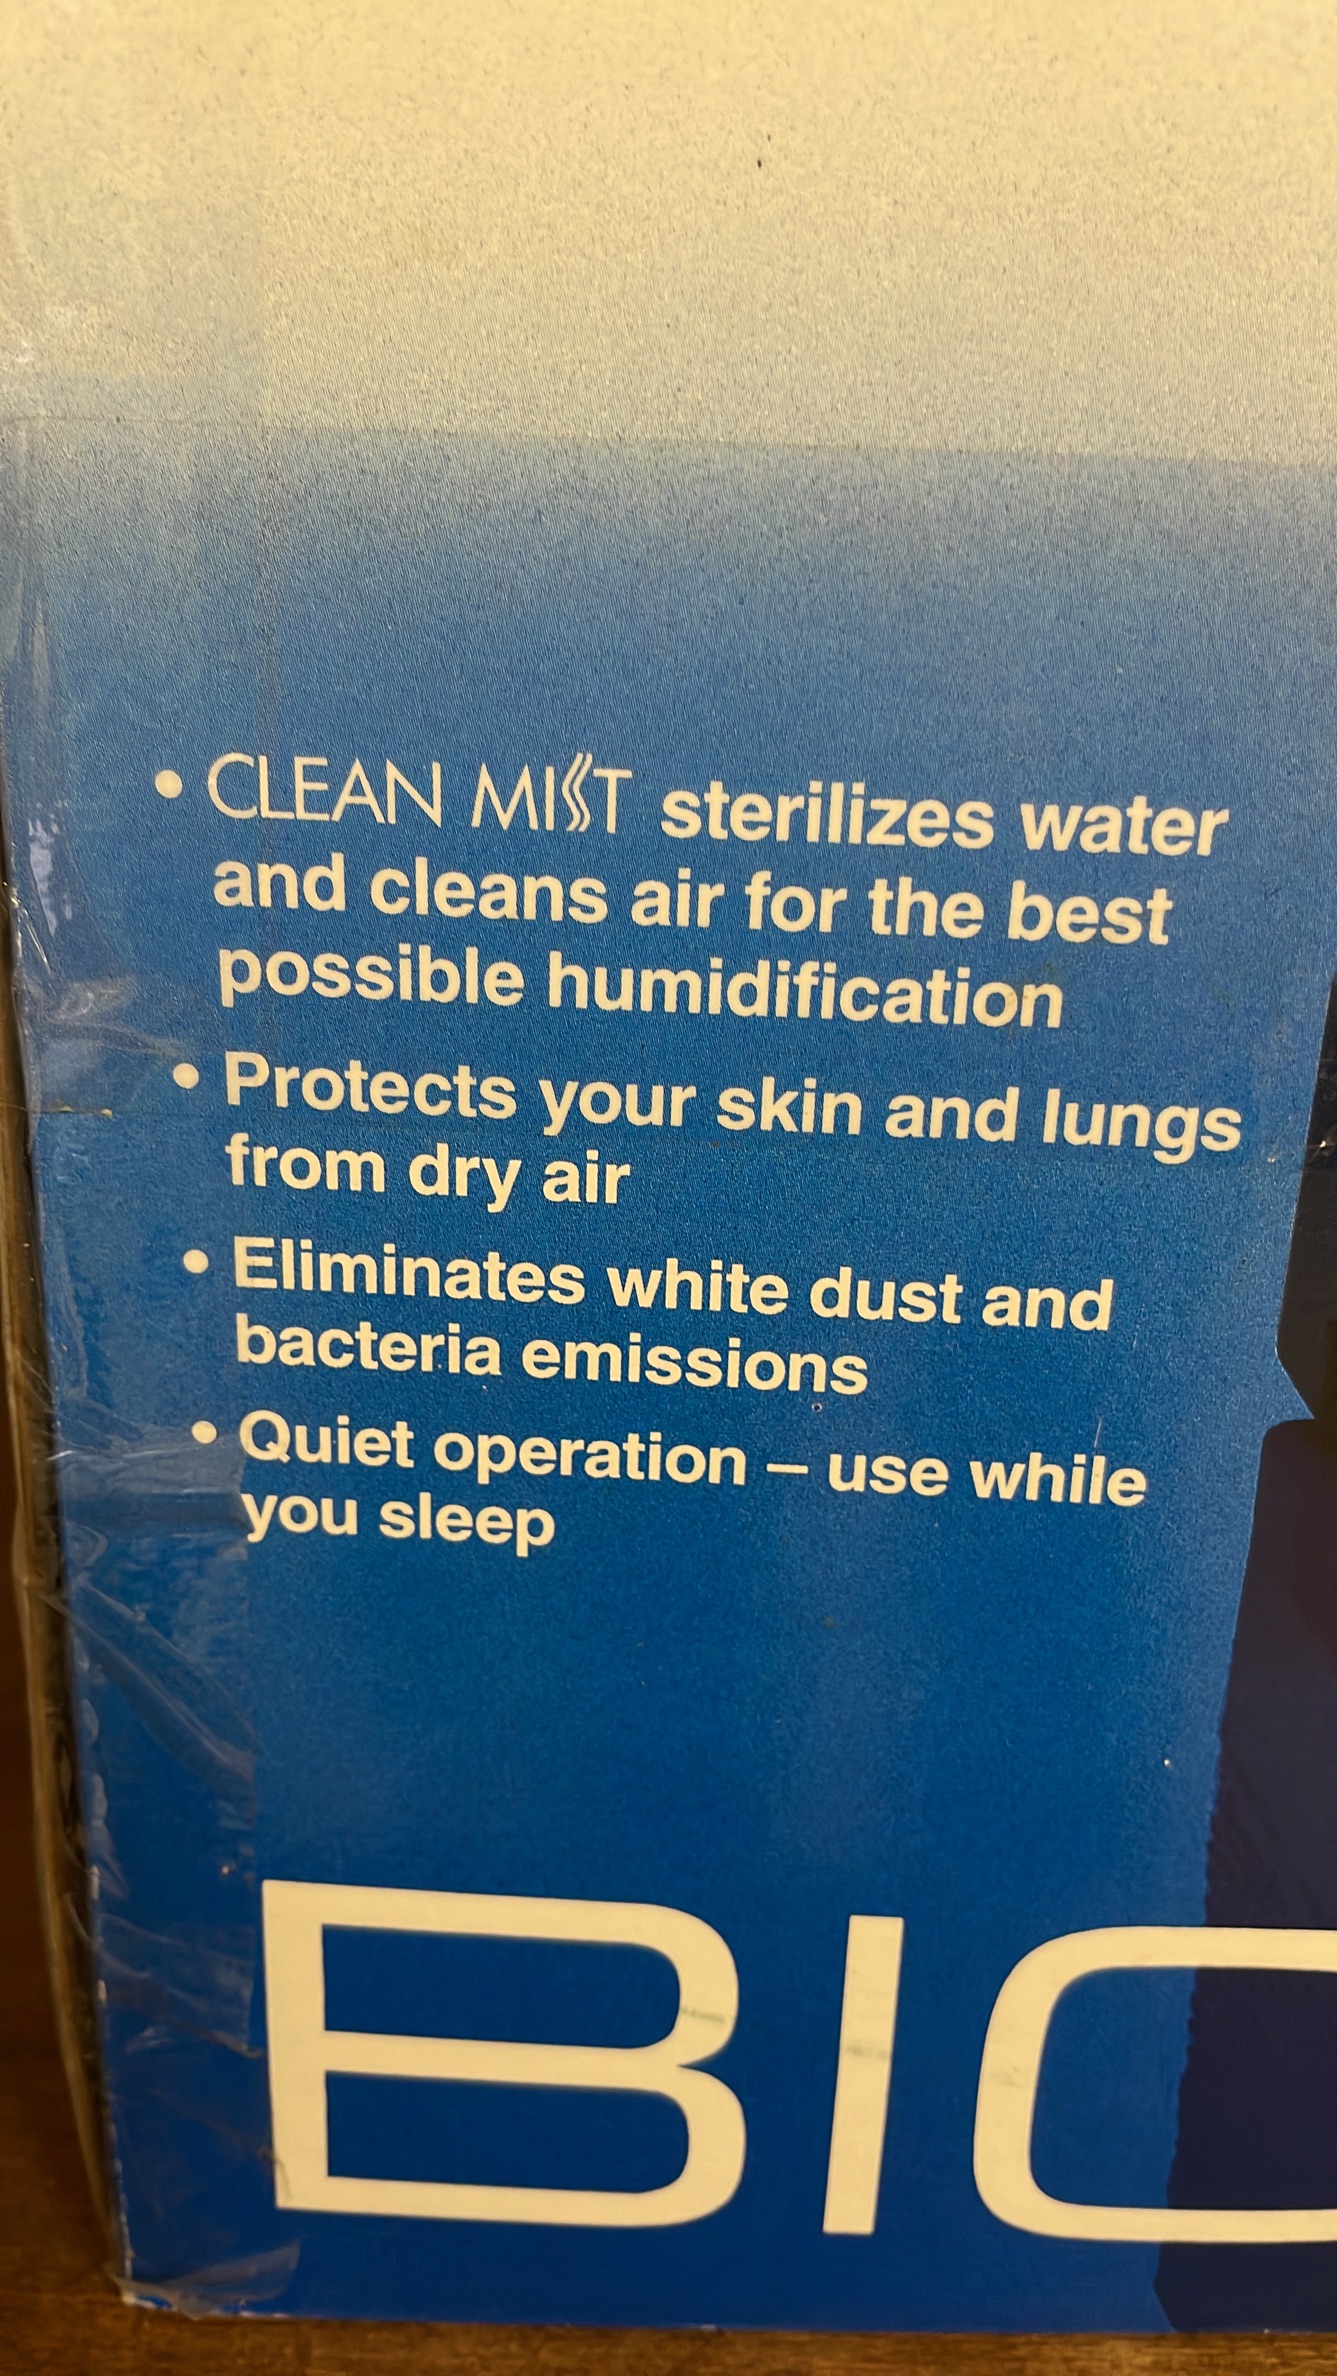 • CLEAN MIST sterilizes water
and cleans air for the best
possible humidification
• Protects your skin and lungs
from dry air
• Eliminates white dust and
bacteria emissions
• Quiet operation – use while
you sleep